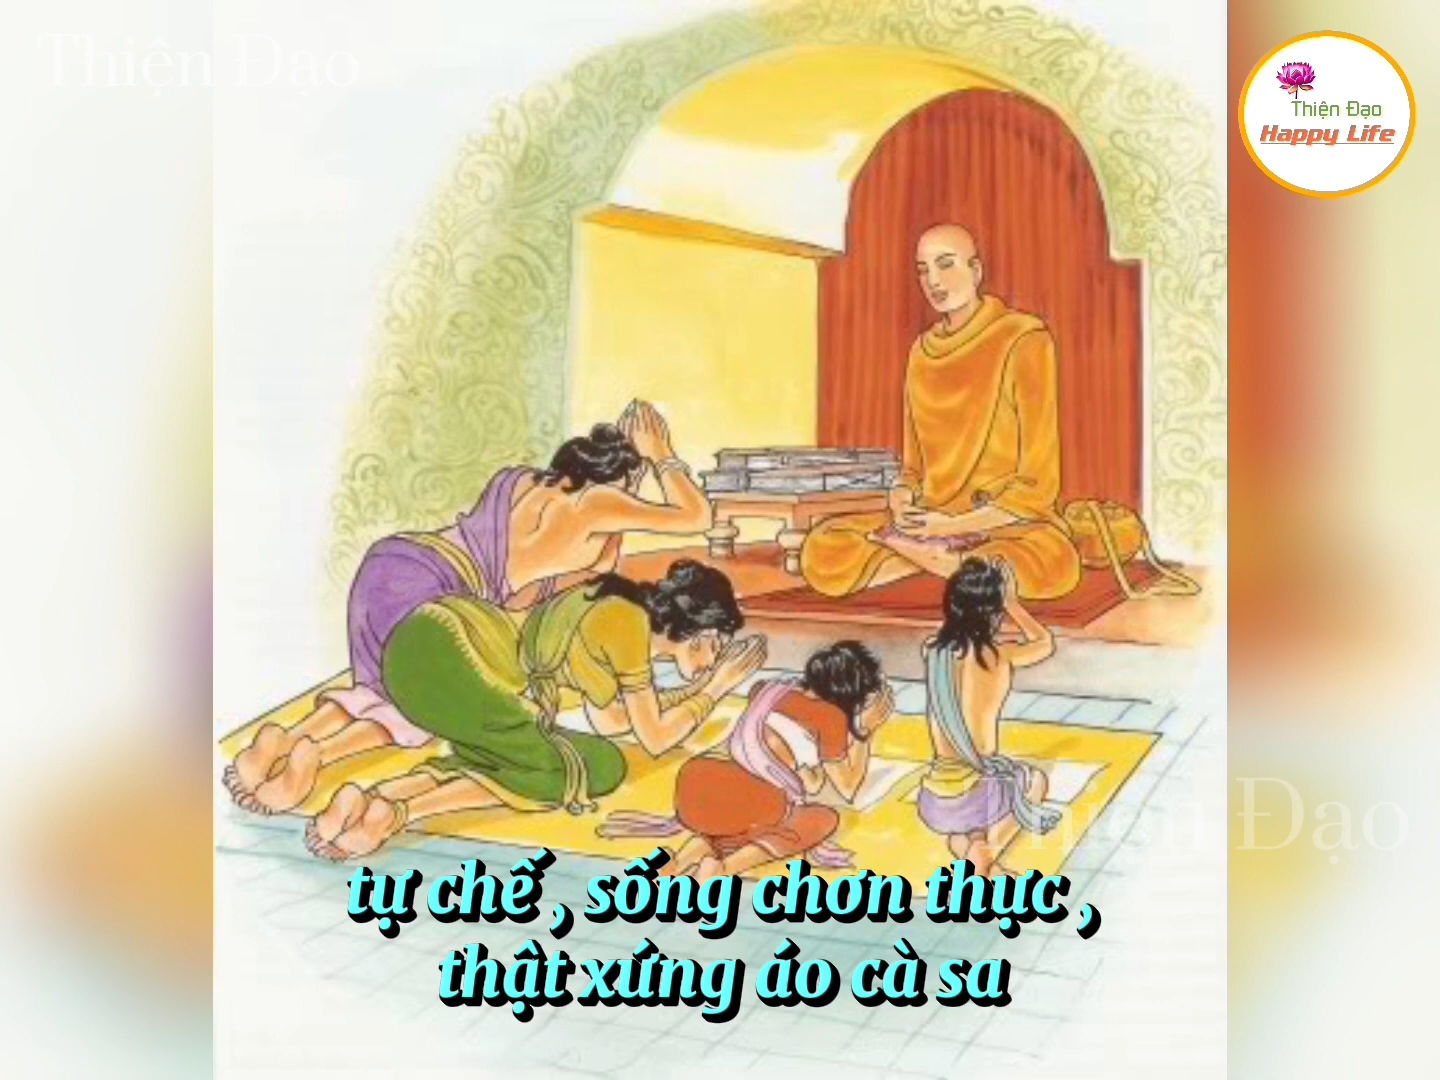 Thiện Đạo
Thiện Đạo
Happy Life
Thiện Đạo
tự chế , sống chơn thực ,
thật xứng áo cà sa